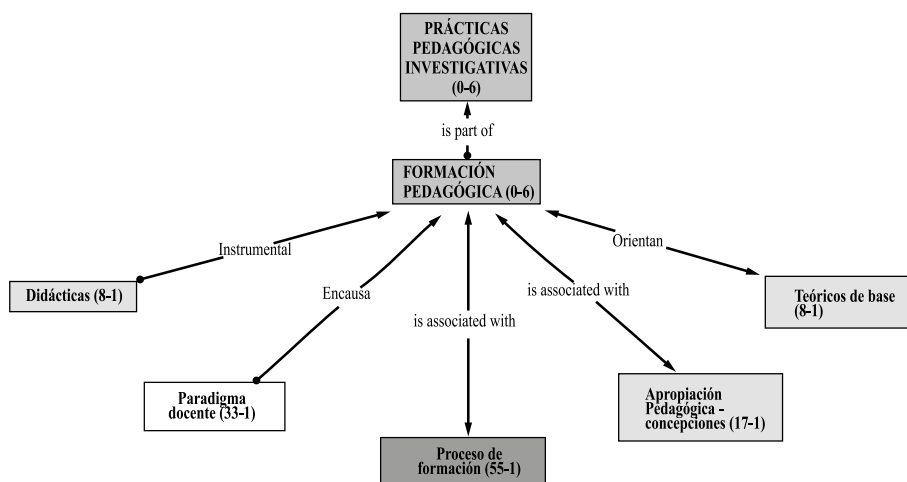 PRÁCTICAS
PEDAGÓGICAS
INVESTIGATIVAS
(0-6)
is part of
FORMACIÓN
PEDAGÓGICA (0-6)
Instrumental
Orientan
Didácticas (8-1)
Encausa
is associated with
Teóricos de base
(8-1)
is associated with
Paradigma
docente (33-1)
Apropiación
Pedagógica -
concepciones (17-1)
Proceso de
formación (55-1)